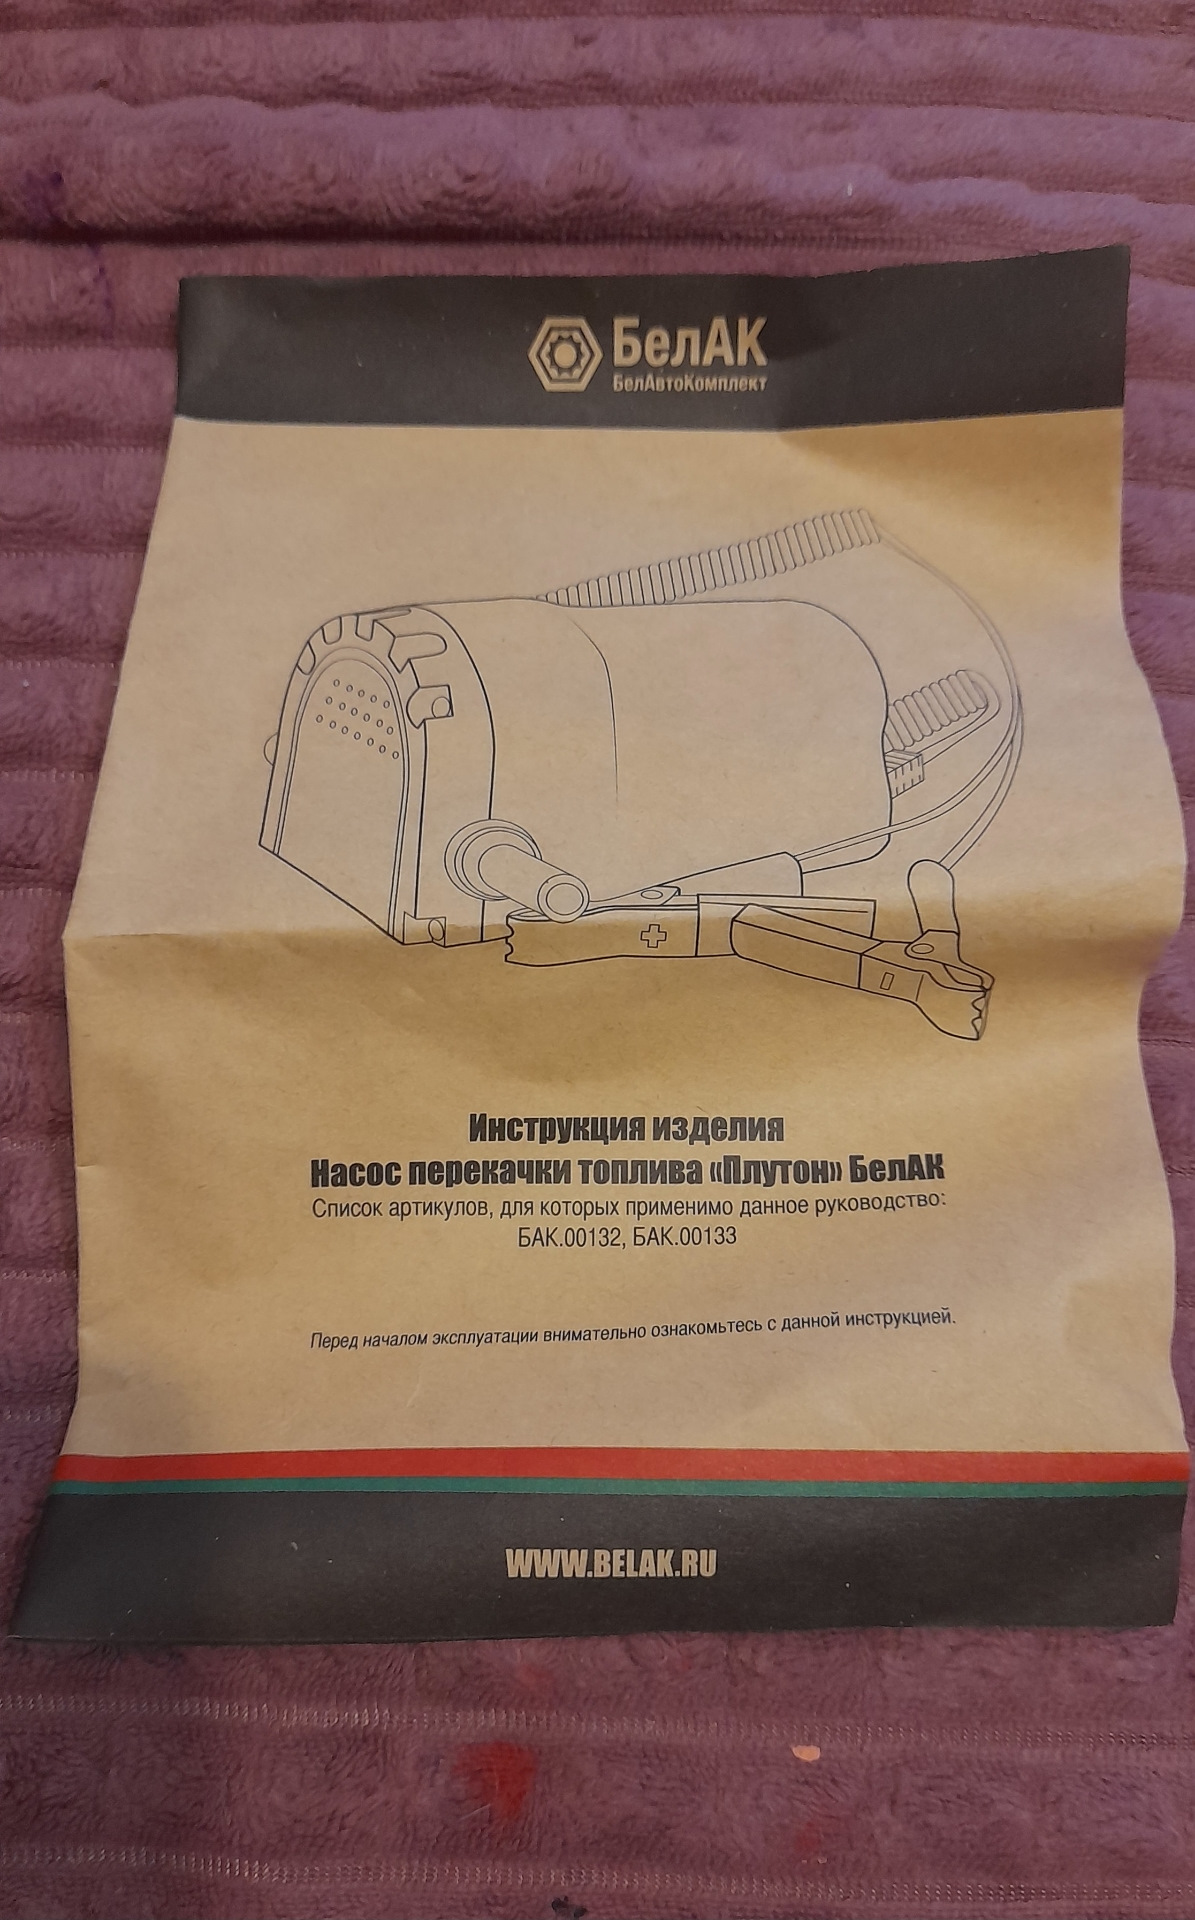 БелАК
БелАвтоКомплект
Инструкция изделия
Насос перекачки топлива «Плутон» БелАК
Список артикулов, для которых применимо данное руководство:
БАК.00132, БАК.00133
Перед началом эксплуатации внимательно ознакомьтесь с данной инструкцией.
WWW.BELAK.RU